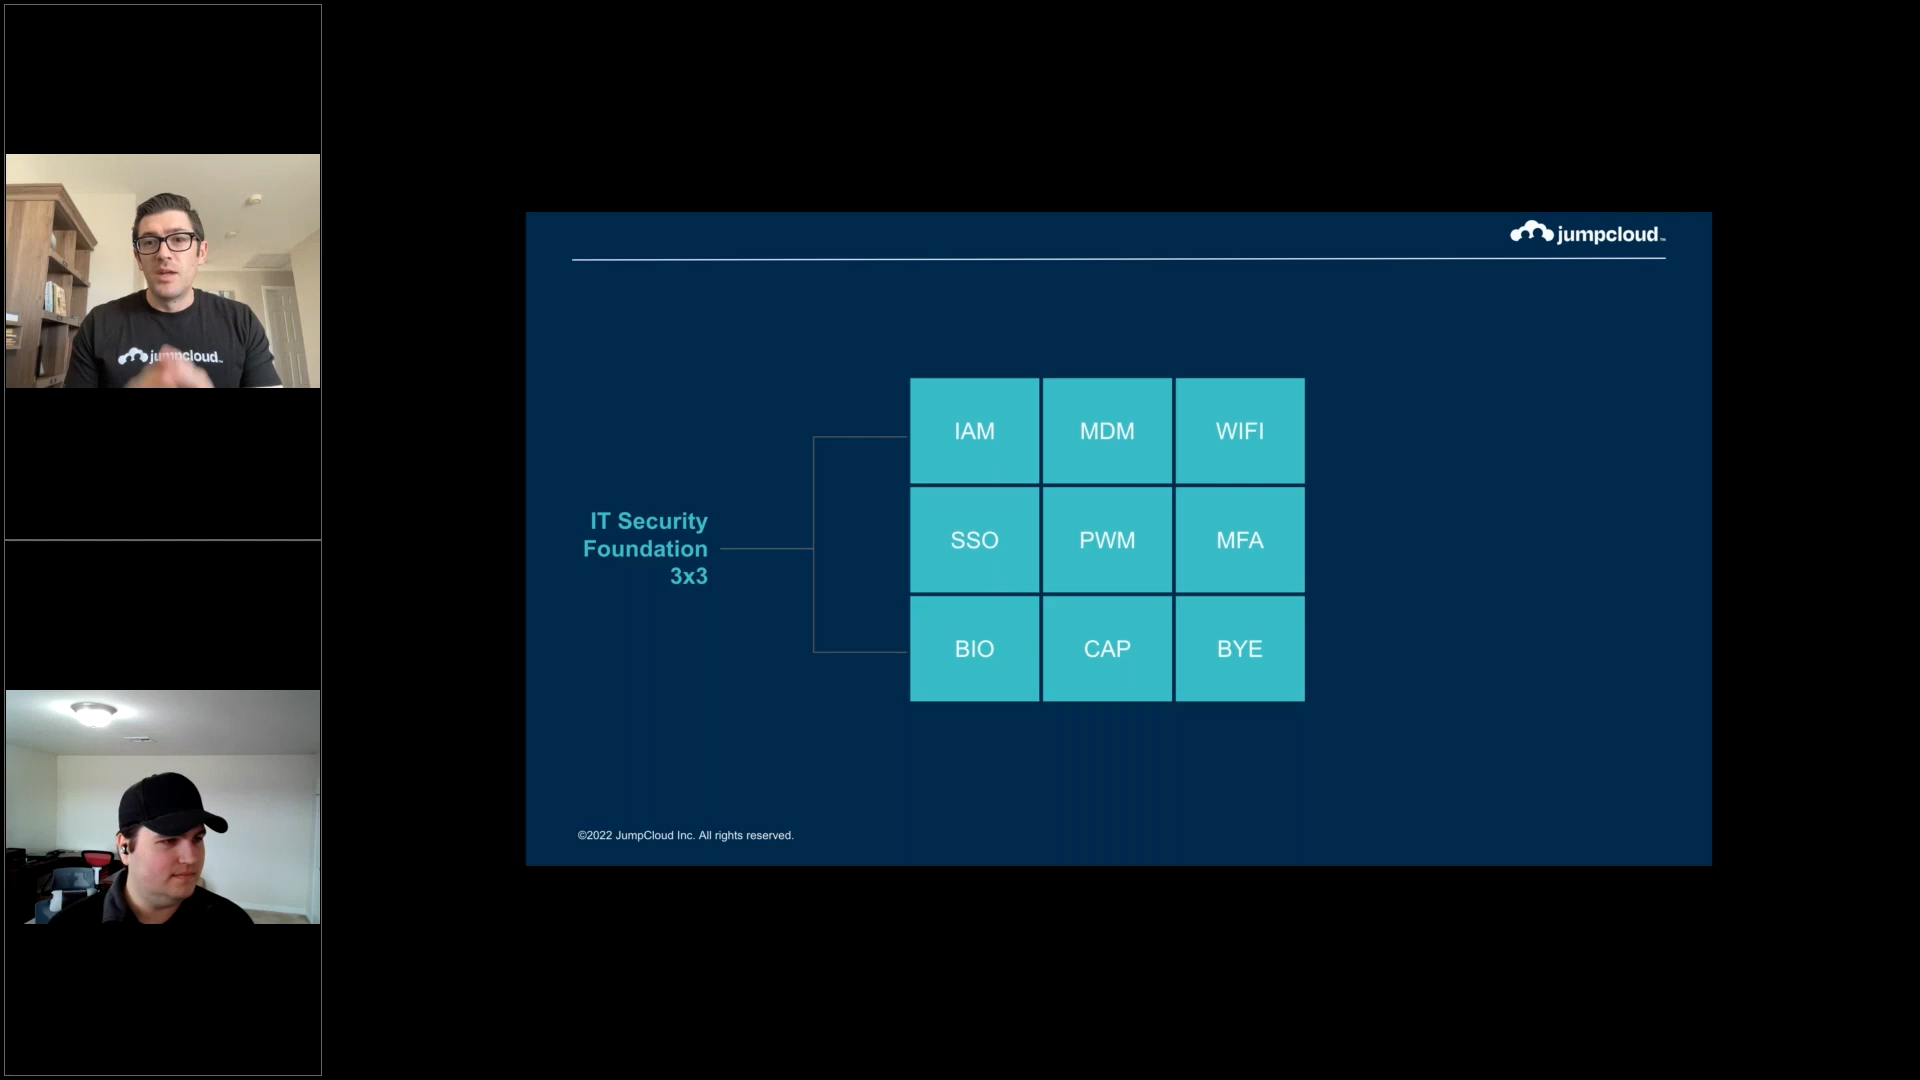 jumpcloud
jumpcloud™
IT Security
Foundation
3x3
IAM MDM WIFI
SSO PWM MFA
BIO CAP BYE
©2022 JumpCloud Inc. All rights reserved.